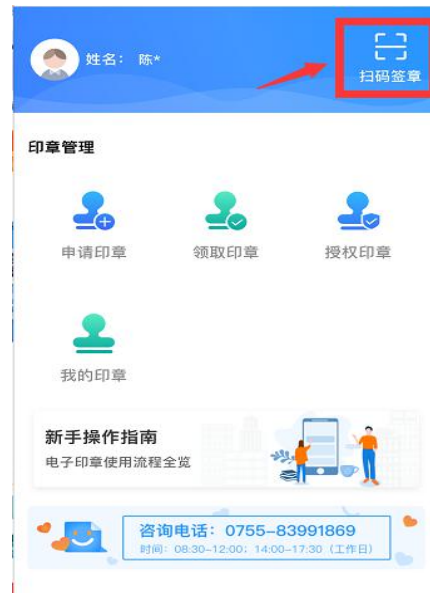 姓名： 陈*
扫码签章
印章管理
申请印章
领取印章
授权印章
我的印章
新手操作指南
电子印章使用流程全览
咨询电话：0755-83991869
时间：08:30-12:00；14:00-17:30（工作日）